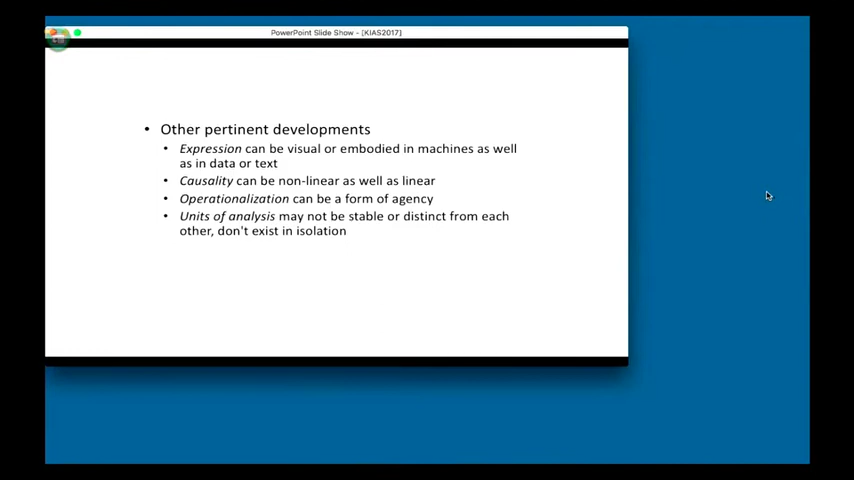 PowerPoint Slide Show - [KIAS2017]
• Other pertinent developments
• Expression can be visual or embodied in machines as well
as in data or text
• Causality can be non-linear as well as linear
• Operationalization can be a form of agency
• Units of analysis may not be stable or distinct from each
other, don't exist in isolation